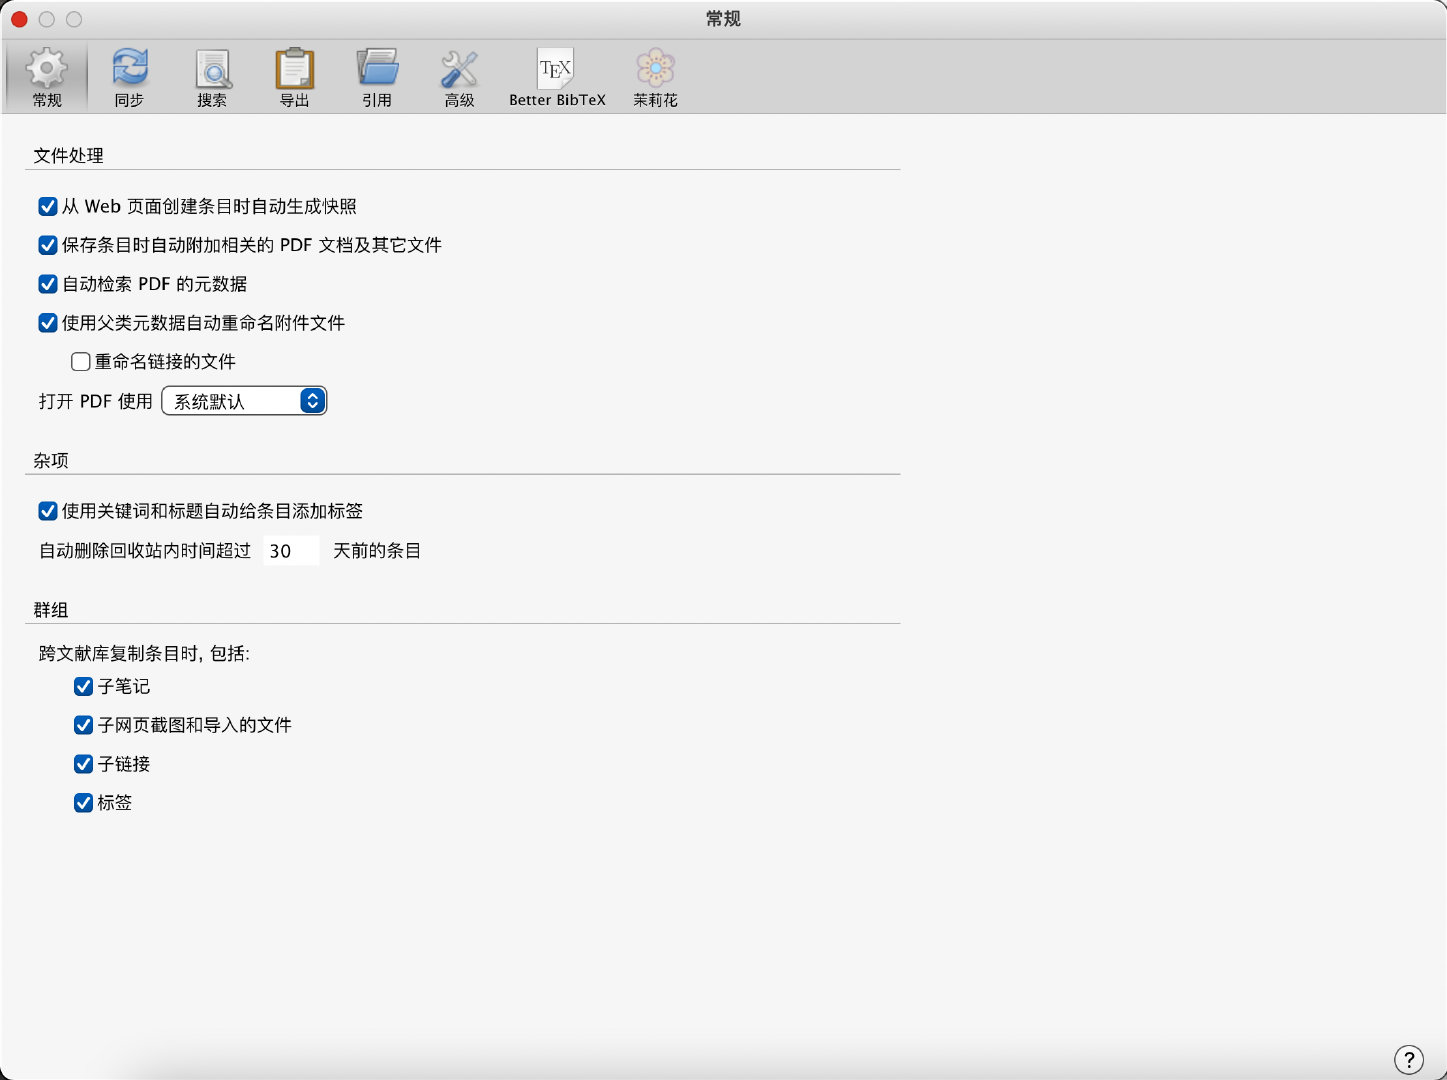 常规
常规
同步
搜索
导出
引用
高级
TEX
Better BibTeX
茉莉花
文件处理
从 Web 页面创建条目时自动生成快照
保存条目时自动附加相关的 PDF 文档及其它文件
自动检索 PDF 的元数据
使用父类元数据自动重命名附件文件
重命名链接的文件
打开 PDF 使用 系统默认
杂项
使用关键词和标题自动给条目添加标签
自动删除回收站内时间超过 30 天前的条目
群组
跨文献库复制条目时, 包括:
子笔记
子网页截图和导入的文件
子链接
标签
?